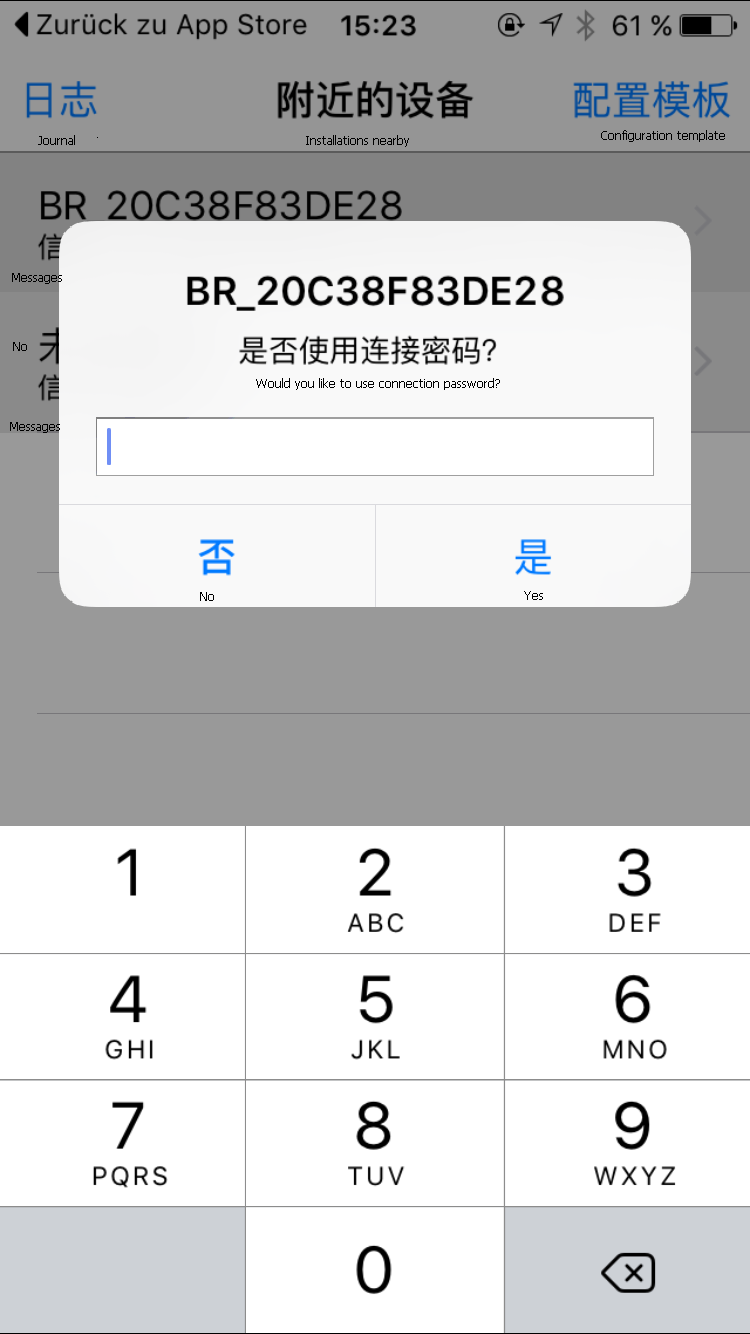 Zurück zu App Store 15:23 61 %
日志 附近的设备 配置模板
Journal Installations nearby Configuration template
BR_20C38F83DE28
信
Messages
No 未
信
Messages
BR_20C38F83DE28
是否使用连接密码?
Would you like to use connection password?
否 是
No Yes
1 2 3
ABC DEF
4 5 6
GHI JKL MNO
7 8 9
PQRS TUV WXYZ
0